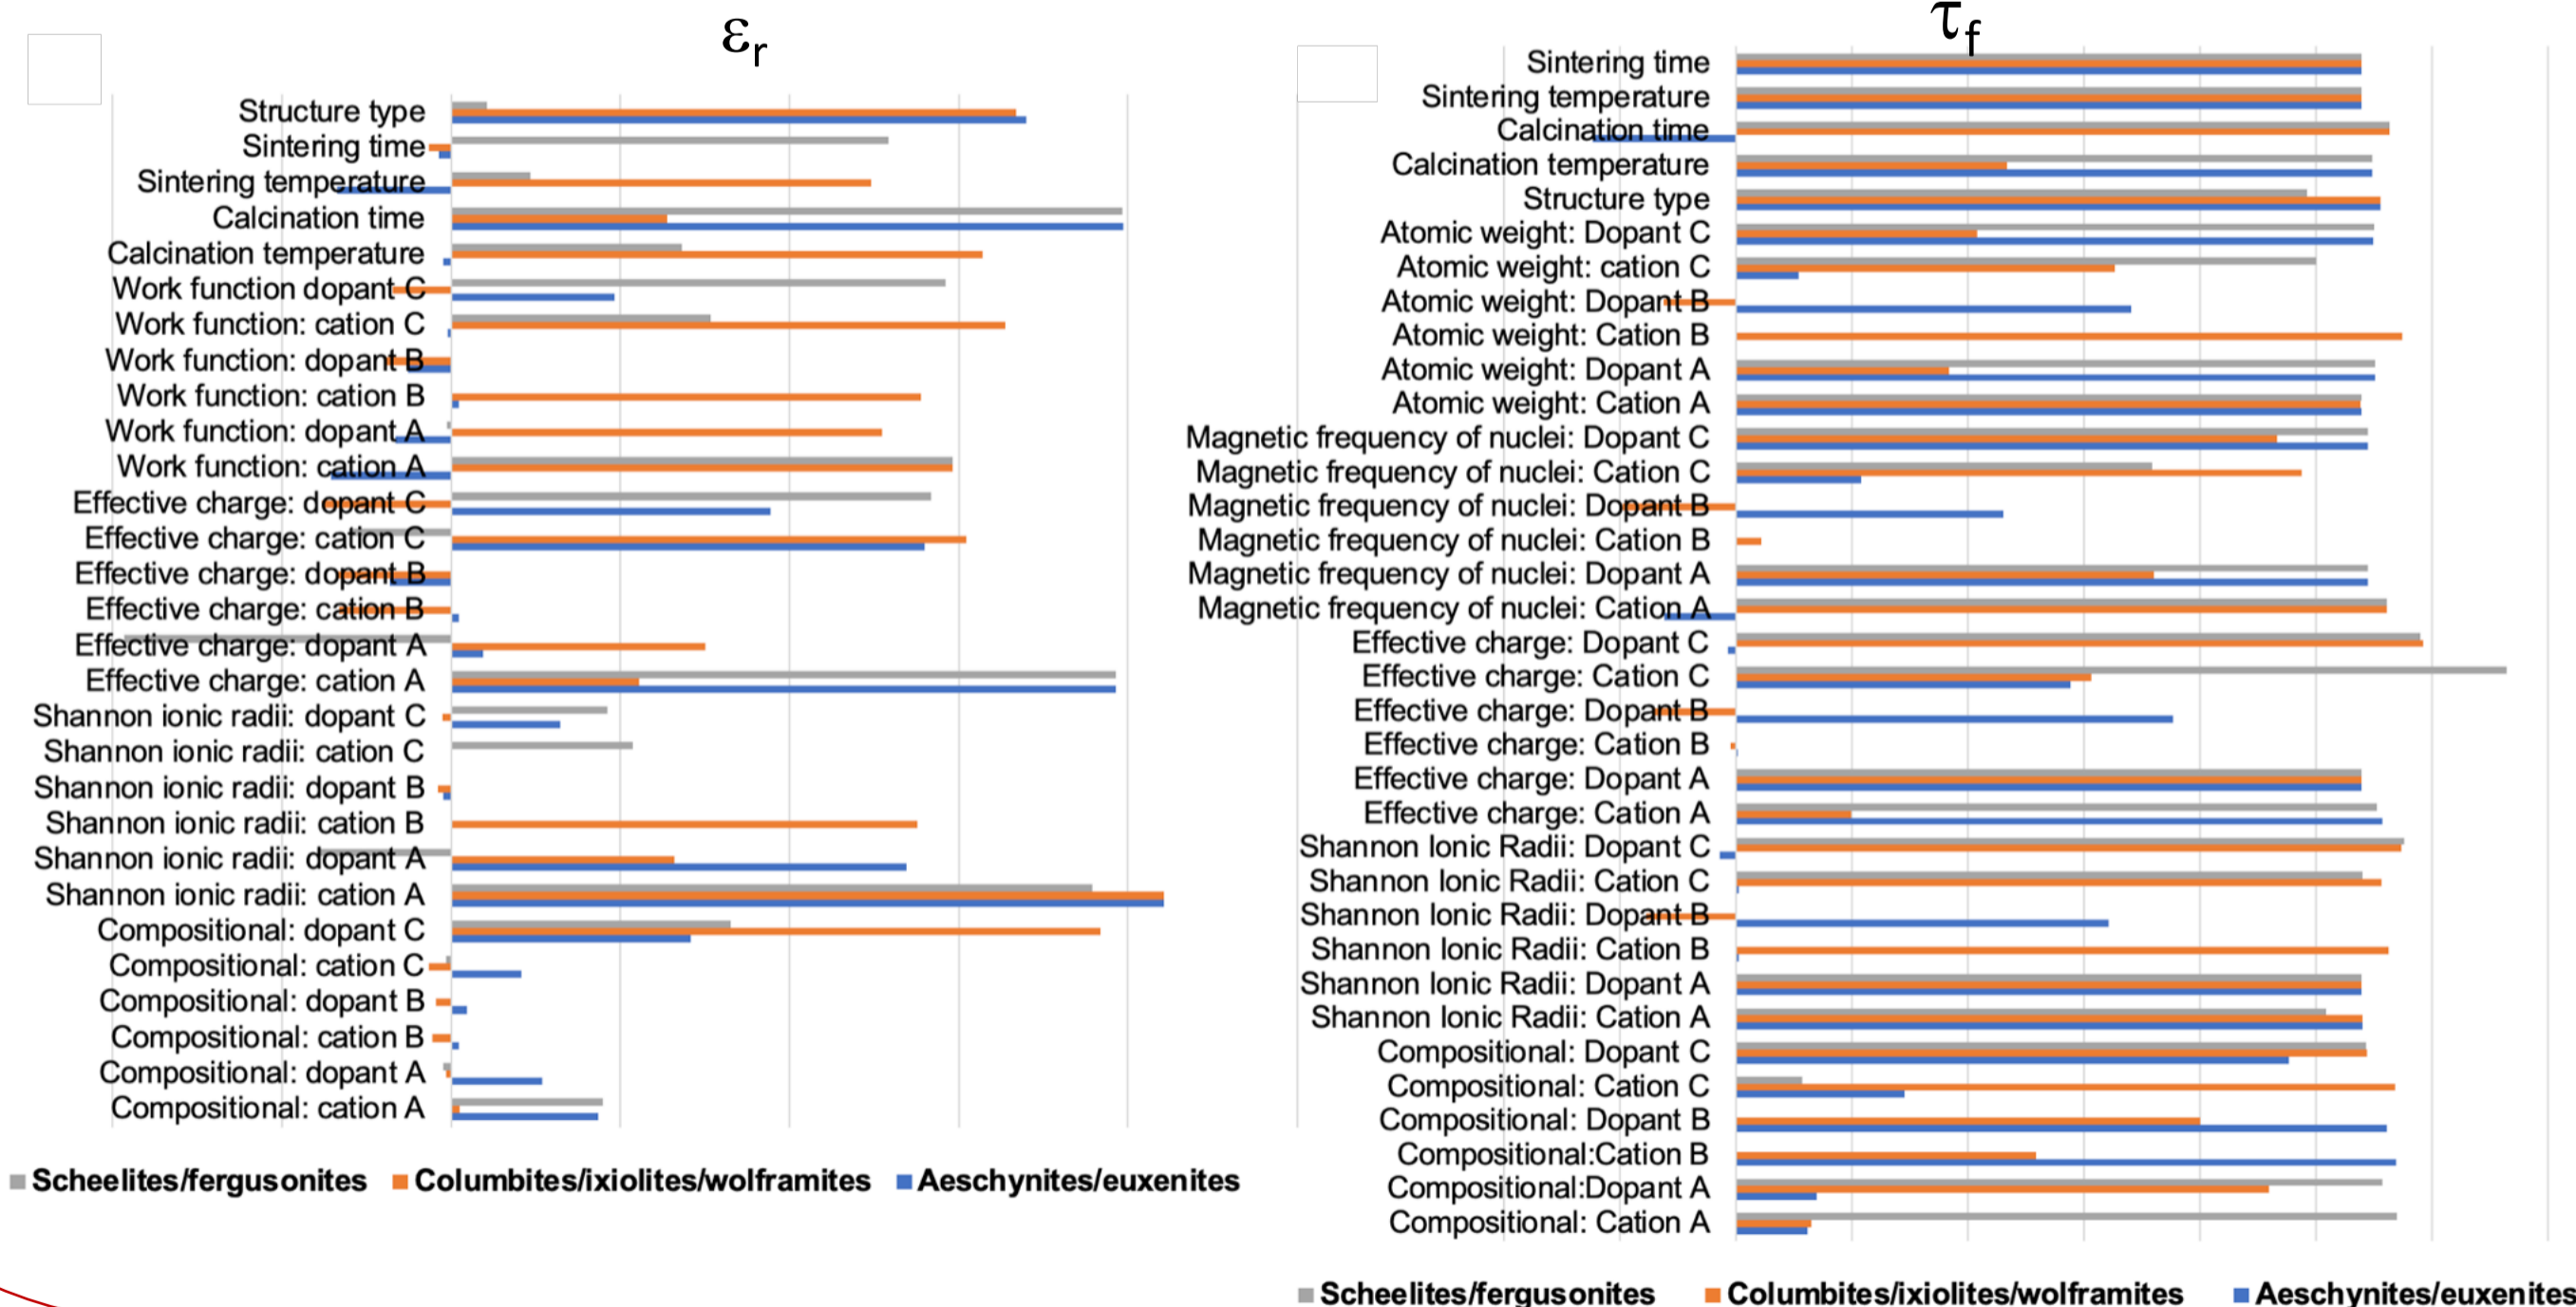 εr
Structure type
Sintering time
Sintering temperature
Calcination time
Calcination temperature
Work function dopant C
Work function: cation C
Work function: dopant B
Work function: cation B
Work function: dopant A
Work function: cation A
Effective charge: dopant C
Effective charge: cation C
Effective charge: dopant B
Effective charge: cation B
Effective charge: dopant A
Effective charge: cation A
Shannon ionic radii: dopant C
Shannon ionic radii: cation C
Shannon ionic radii: dopant B
Shannon ionic radii: cation B
Shannon ionic radii: dopant A
Shannon ionic radii: cation A
Compositional: dopant C
Compositional: cation C
Compositional: dopant B
Compositional: cation B
Compositional: dopant A
Compositional: cation A
Scheelites/fergusonites Columbites/ixiolites/wolframites Aeschynites/euxenites
τf
Sintering time
Sintering temperature
Calcination time
Calcination temperature
Structure type
Atomic weight: Dopant C
Atomic weight: cation C
Atomic weight: Dopant B
Atomic weight: Cation B
Atomic weight: Dopant A
Atomic weight: Cation A
Magnetic frequency of nuclei: Dopant C
Magnetic frequency of nuclei: Cation C
Magnetic frequency of nuclei: Dopant B
Magnetic frequency of nuclei: Cation B
Magnetic frequency of nuclei: Dopant A
Magnetic frequency of nuclei: Cation A
Effective charge: Dopant C
Effective charge: Cation C
Effective charge: Dopant B
Effective charge: Cation B
Effective charge: Dopant A
Effective charge: Cation A
Shannon Ionic Radii: Dopant C
Shannon Ionic Radii: Cation C
Shannon Ionic Radii: Dopant B
Shannon Ionic Radii: Cation B
Shannon Ionic Radii: Dopant A
Shannon Ionic Radii: Cation A
Compositional: Dopant C
Compositional: Cation C
Compositional: Dopant B
Compositional:Cation B
Compositional:Dopant A
Compositional: Cation A
Scheelites/fergusonites Columbites/ixiolites/wolframites Aeschynites/euxenites